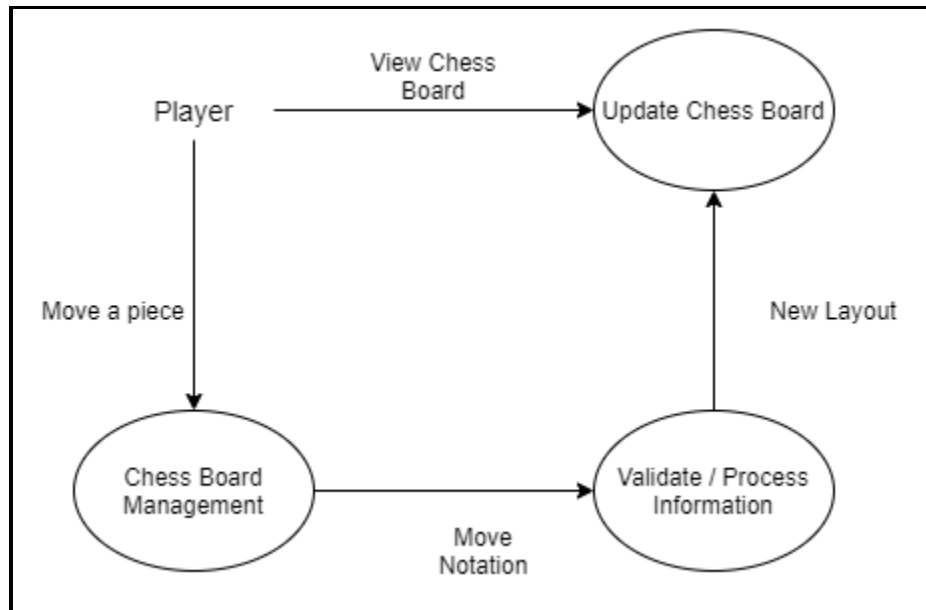 View Chess
Board
Player
Update Chess Board
Move a piece
New Layout
Chess Board
Management
Validate / Process
Information
Move
Notation